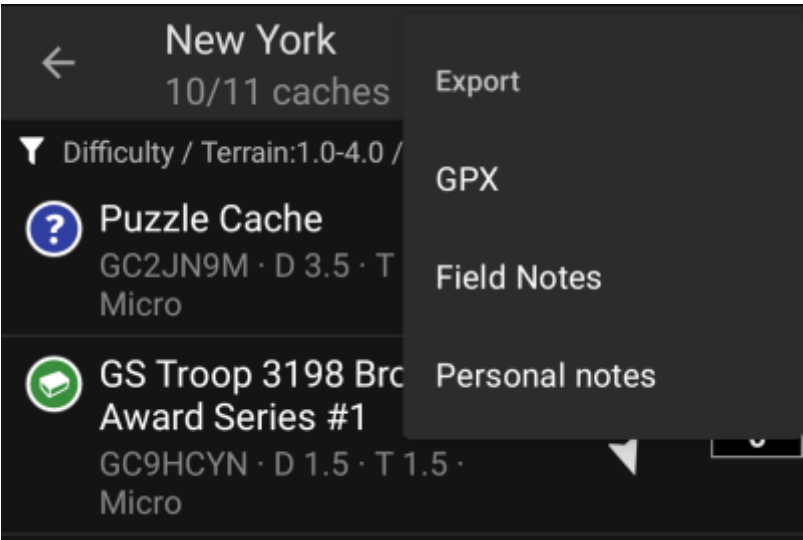 New York
10/11 caches
Difficulty / Terrain:1.0-4.0 /
Puzzle Cache
GC2JN9M · D 3.5 · T
Micro
GS Troop 3198
Award Series #1
GC9HCYN · D 1.5 · T 1.5 ·
Micro
Export
GPX
Field Notes
Personal notes